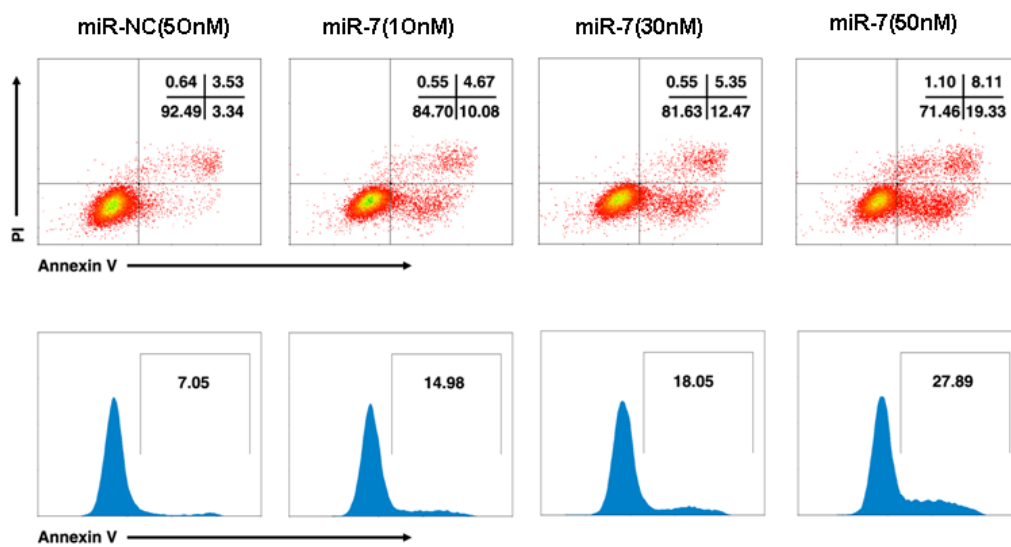 miR-NC(50nM) miR-7(10nM) miR-7(30nM) miR-7(50nM)
0.64 3.53 0.55 4.67 0.55 5.35 1.10 8.11
92.49 3.34 84.70 10.08 81.63 12.47 71.46 19.33
PI
Annexin V
7.05 14.98 18.05 27.89
Annexin V